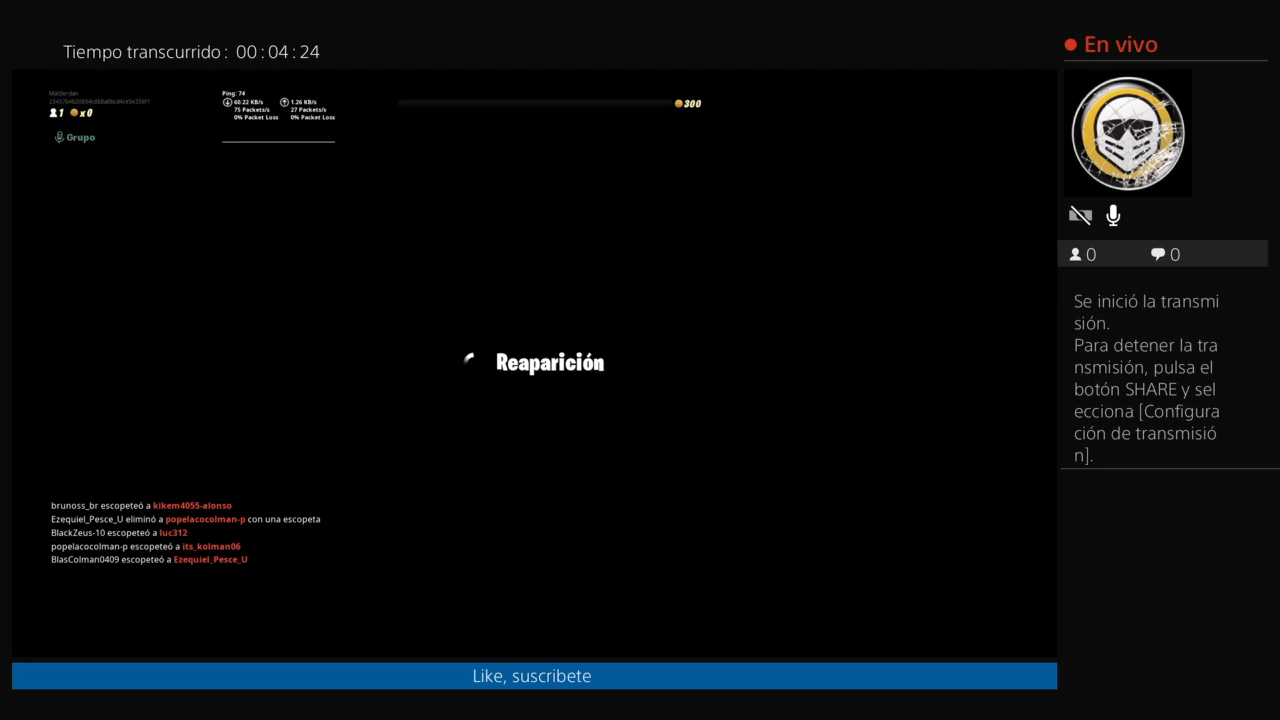 Tiempo transcurrido : 00 : 04 : 24
En vivo
Ping: 74
60.22 KB/s
1.26 KB/s
75 Packets/s
27 Packets/s
0% Packet Loss
0% Packet Loss
1
x0
300
Grupo
0
0
Se inició la transmi
sión.
Para detener la tra
nsmisión, pulsa el
botón SHARE y sel
ecciona [Configura
ción de transmisió
n].
Reaparición
brunoss_br escopeteó a kikem4055-alonso
Ezequiel_Pesce_U eliminó a popelacocolman-p con una escopeta
BlackZeus-10 escopeteó a luc312
popelacocolman-p escopeteó a its_kolman06
BlasColman0409 escopeteó a Ezequiel_Pesce_U
Like, suscribete